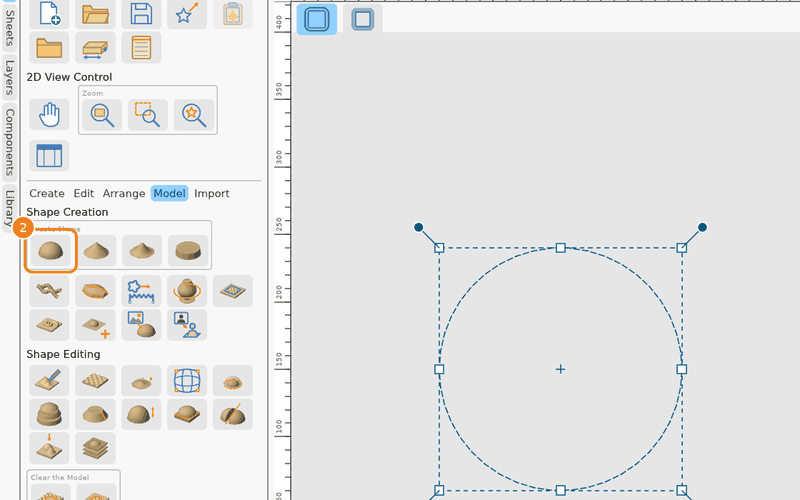 Sheets
Layers
Components
Library
2D View Control
Zoom
Create Edit Arrange Model Import
Shape Creation
2
Shape
Shape Editing
Clear the Model
400
350
300
250
200
150
100